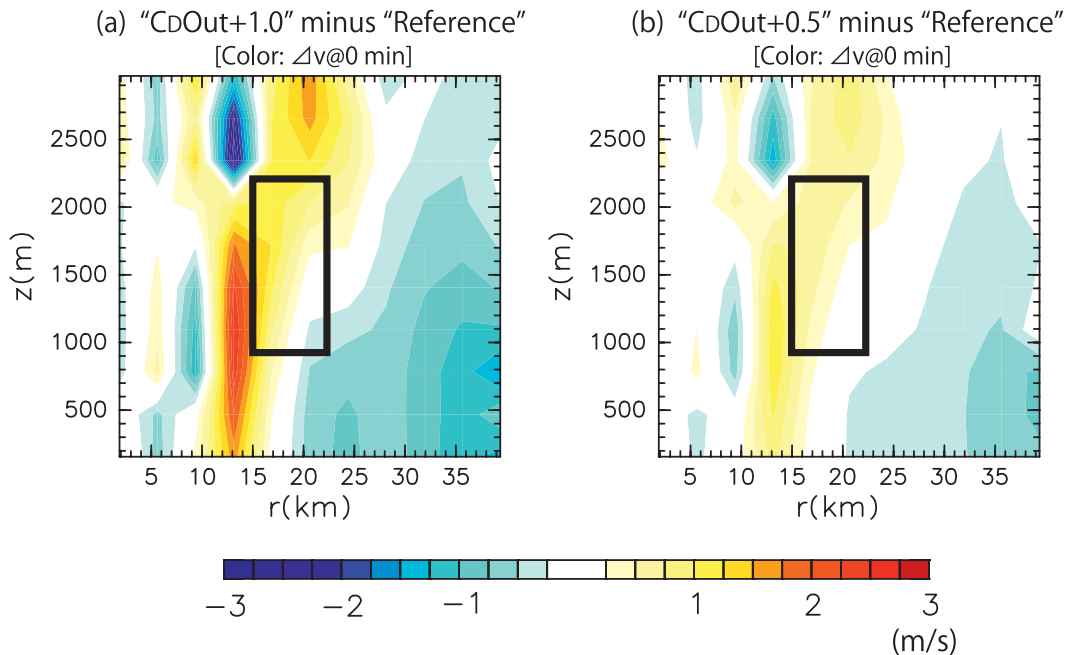 (a) “CDOut+1.0” minus “Reference”
[Color: ⊿v@0 min]
2500
2000
1500
1000
500
z(m)
5 10 15 20 25 30 35
r(km)
(b) “CDOut+0.5” minus “Reference”
[Color: ⊿v@0 min]
2500
2000
1500
1000
500
z(m)
5 10 15 20 25 30 35
r(km)
−3 −2 −1 1 2 3
(m/s)